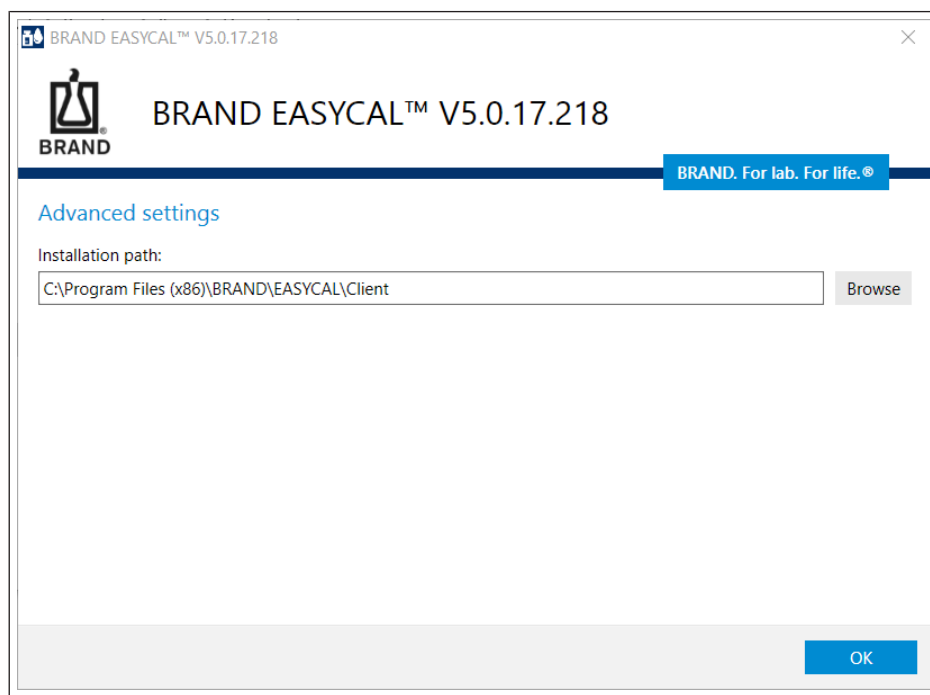 BRAND EASYCAL™ V5.0.17.218
BRAND®
BRAND EASYCAL™ V5.0.17.218
BRAND. For lab. For life.®
Advanced settings
Installation path:
C:\Program Files (x86)\BRAND\EASYCAL\Client
Browse
OK